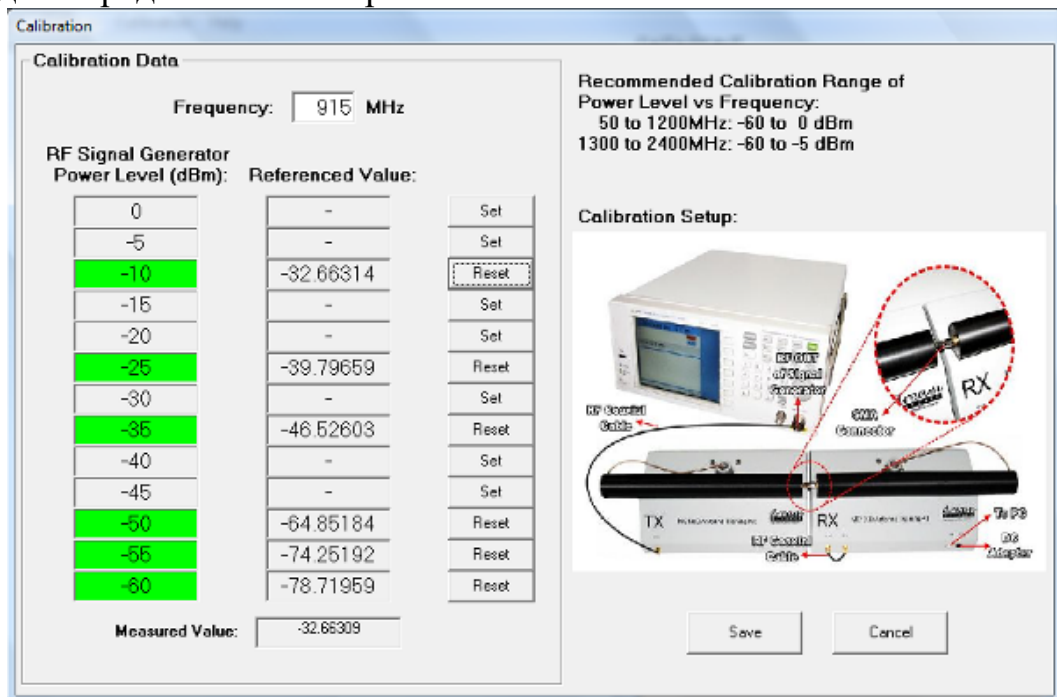 Calibration
Calibration Data
Frequency: 915 MHz
RF Signal Generator
Power Level (dBm): Referenced Value:
0 - Set
-5 - Set
-10 -32.66314 Reset
-15 - Set
-20 - Set
-25 -39.79659 Reset
-30 - Set
-35 -46.52603 Reset
-40 - Set
-45 - Set
-50 -64.85184 Reset
-55 -74.25192 Reset
-60 -78.71959 Reset
Measured Value: -32.66309
Recommended Calibration Range of
Power Level vs Frequency:
50 to 1200MHz: -60 to 0 dBm
1300 to 2400MHz: -60 to -5 dBm
Calibration Setup:
RF OUT
of Signal
Generator
RF Coaxial
Cable
SMA
Connector
RX
TX
RX
To PC
RF Coaxial
Cable
DC
Adapter
Save Cancel